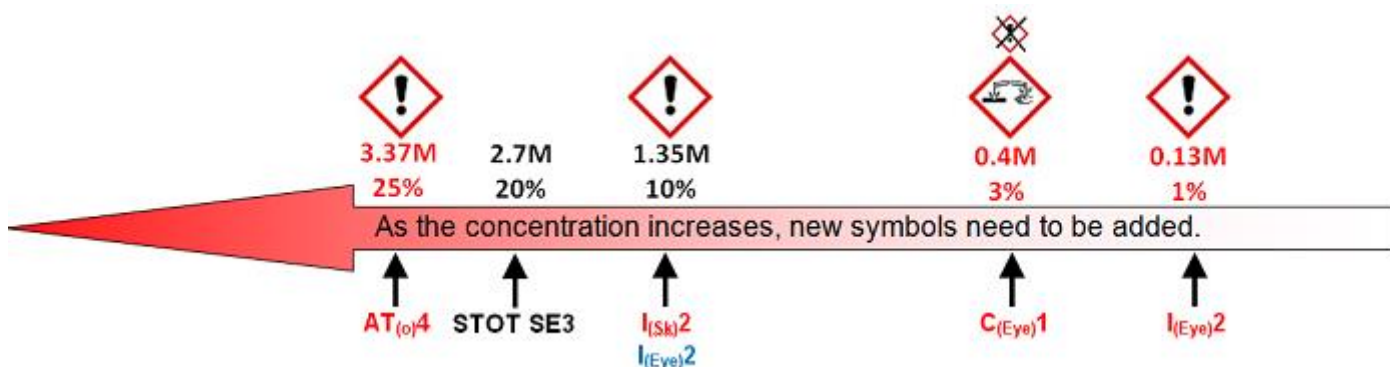 3.37M 2.7M 1.35M 0.4M 0.13M
25% 20% 10% 3% 1%
As the concentration increases, new symbols need to be added.
AT(o)4 STOT SE3 I(Sk)2 C(Eye)1 I(Eye)2
I(Eye)2